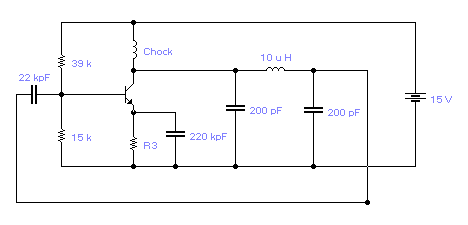 Chock
39 k
10 u H
22 kpF
15 V
200 pF
200 pF
15 k
R3
220 kpF